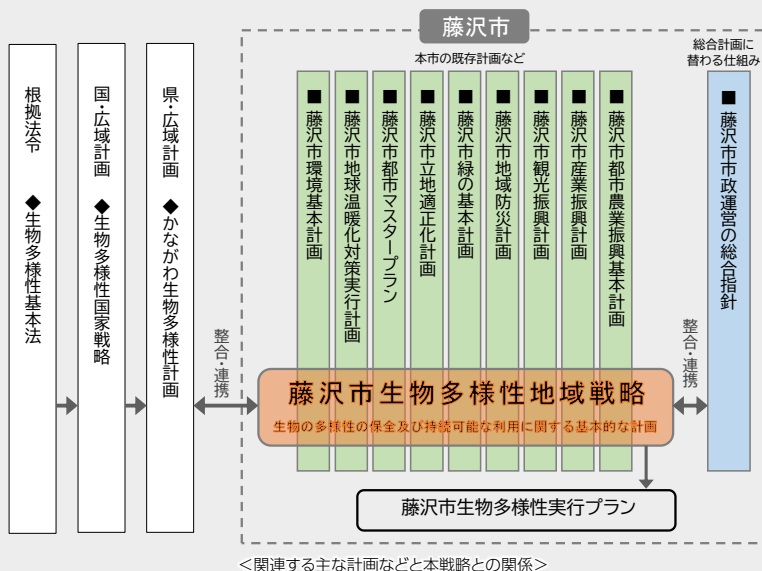 藤沢市
本市の既存計画など
総合計画に
替わる仕組み
根拠法令 ◆生物多様性基本法
国・広域計画 ◆生物多様性国家戦略
県・広域計画 ◆かながわ生物多様性計画
整合・連携
■ 藤沢市環境基本計画
■ 藤沢市地球温暖化対策実行計画
■ 藤沢市都市マスタープラン
■ 藤沢市立地適正化計画
■ 藤沢市緑の基本計画
■ 藤沢市地域防災計画
■ 藤沢市観光振興計画
■ 藤沢市産業振興計画
■ 藤沢市都市農業振興基本計画
整合・連携
■ 藤沢市市政運営の総合指針
藤沢市生物多様性地域戦略
生物の多様性の保全及び持続可能な利用に関する基本的な計画
藤沢市生物多様性実行プラン
＜関連する主な計画などと本戦略との関係＞